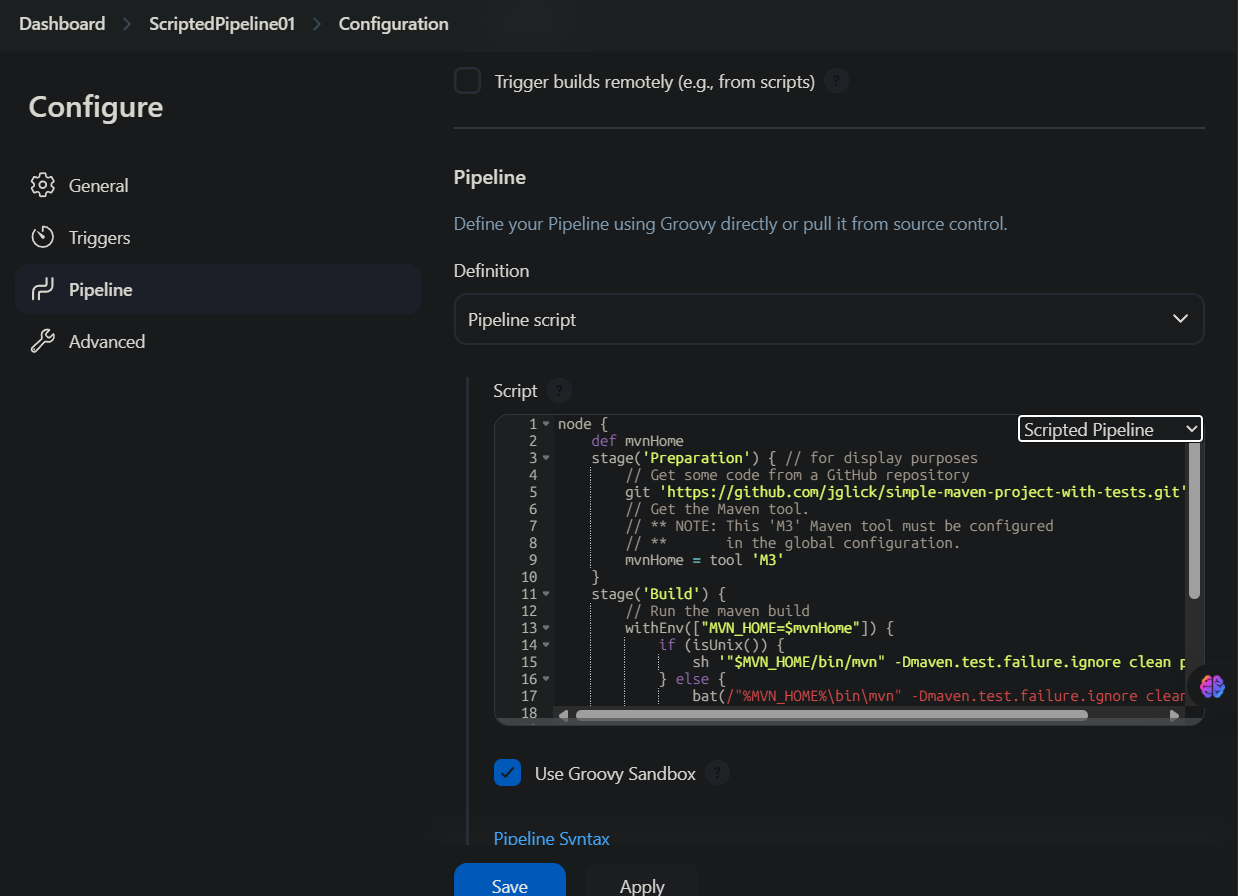 Dashboard > ScriptedPipeline01 > Configuration
Configure
General
Triggers
Pipeline
Advanced
Trigger builds remotely (e.g., from scripts) ?
Pipeline
Define your Pipeline using Groovy directly or pull it from source control.
Definition
Pipeline script
Script ?
Scripted Pipeline
1 node {
2     def mvnHome
3     stage('Preparation') { // for display purposes
4         // Get some code from a GitHub repository
5         git 'https://github.com/jglick/simple-maven-project-with-tests.git'
6         // Get the Maven tool.
7         // ** NOTE: This 'M3' Maven tool must be configured
8         // **       in the global configuration.
9         mvnHome = tool 'M3'
10     }
11     stage('Build') {
12         // Run the maven build
13         withEnv(["MVN_HOME=$mvnHome"]) {
14             if (isUnix()) {
15                 sh '"$MVN_HOME/bin/mvn" -Dmaven.test.failure.ignore clean p
16             } else {
17                 bat(/"%MVN_HOME%\bin\mvn" -Dmaven.test.failure.ignore clean
18
Use Groovy Sandbox ?
Pipeline Syntax
Save
Apply